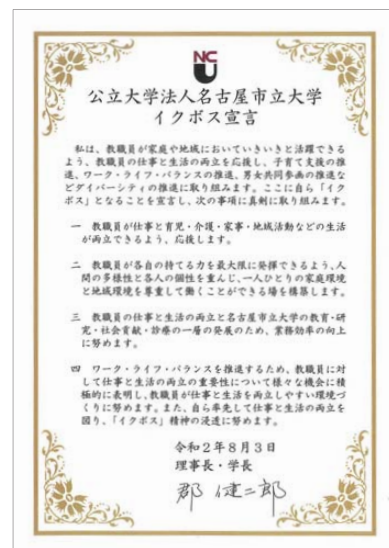 NC
U
公立大学法人名古屋市立大学
イクボス宣言
私は、教職員が家庭や地域においていきいきと活躍できる
よう、教職員の仕事と生活の両立を応援し、子育て支援の推
進、ワーク・ライフ・バランスの推進、男女共同参画の推進な
どダイバーシティの推進に取り組みます。ここに自ら「イク
ボス」となることを宣言し、次の事項に真剣に取り組みます。
一 教職員が仕事と育児・介護・家事・地域活動などの生活
が両立できるよう、応援します。
二 教職員が各自の持てる力を最大限に発揮できるよう、人
間の多様性と各人の個性を重んじ、一人ひとりの家庭環境
と地域環境を尊重して働くことができる場を構築します。
三 教職員の仕事と生活の両立と名古屋市立大学の教育・研
究・社会貢献・診療の一層の発展のため、業務効率の向上
に努めます。
四 ワーク・ライフ・バランスを推進するため、教職員に対
して仕事と生活の両立の重要性について様々な機会に積
極的に表明し、教職員が仕事と生活を両立しやすい環境づ
くりに努めます。また、自ら率先して仕事と生活の両立を
図り、「イクボス」精神の浸透に努めます。
令和2年8月3日
理事長・学長
郡 健二郎